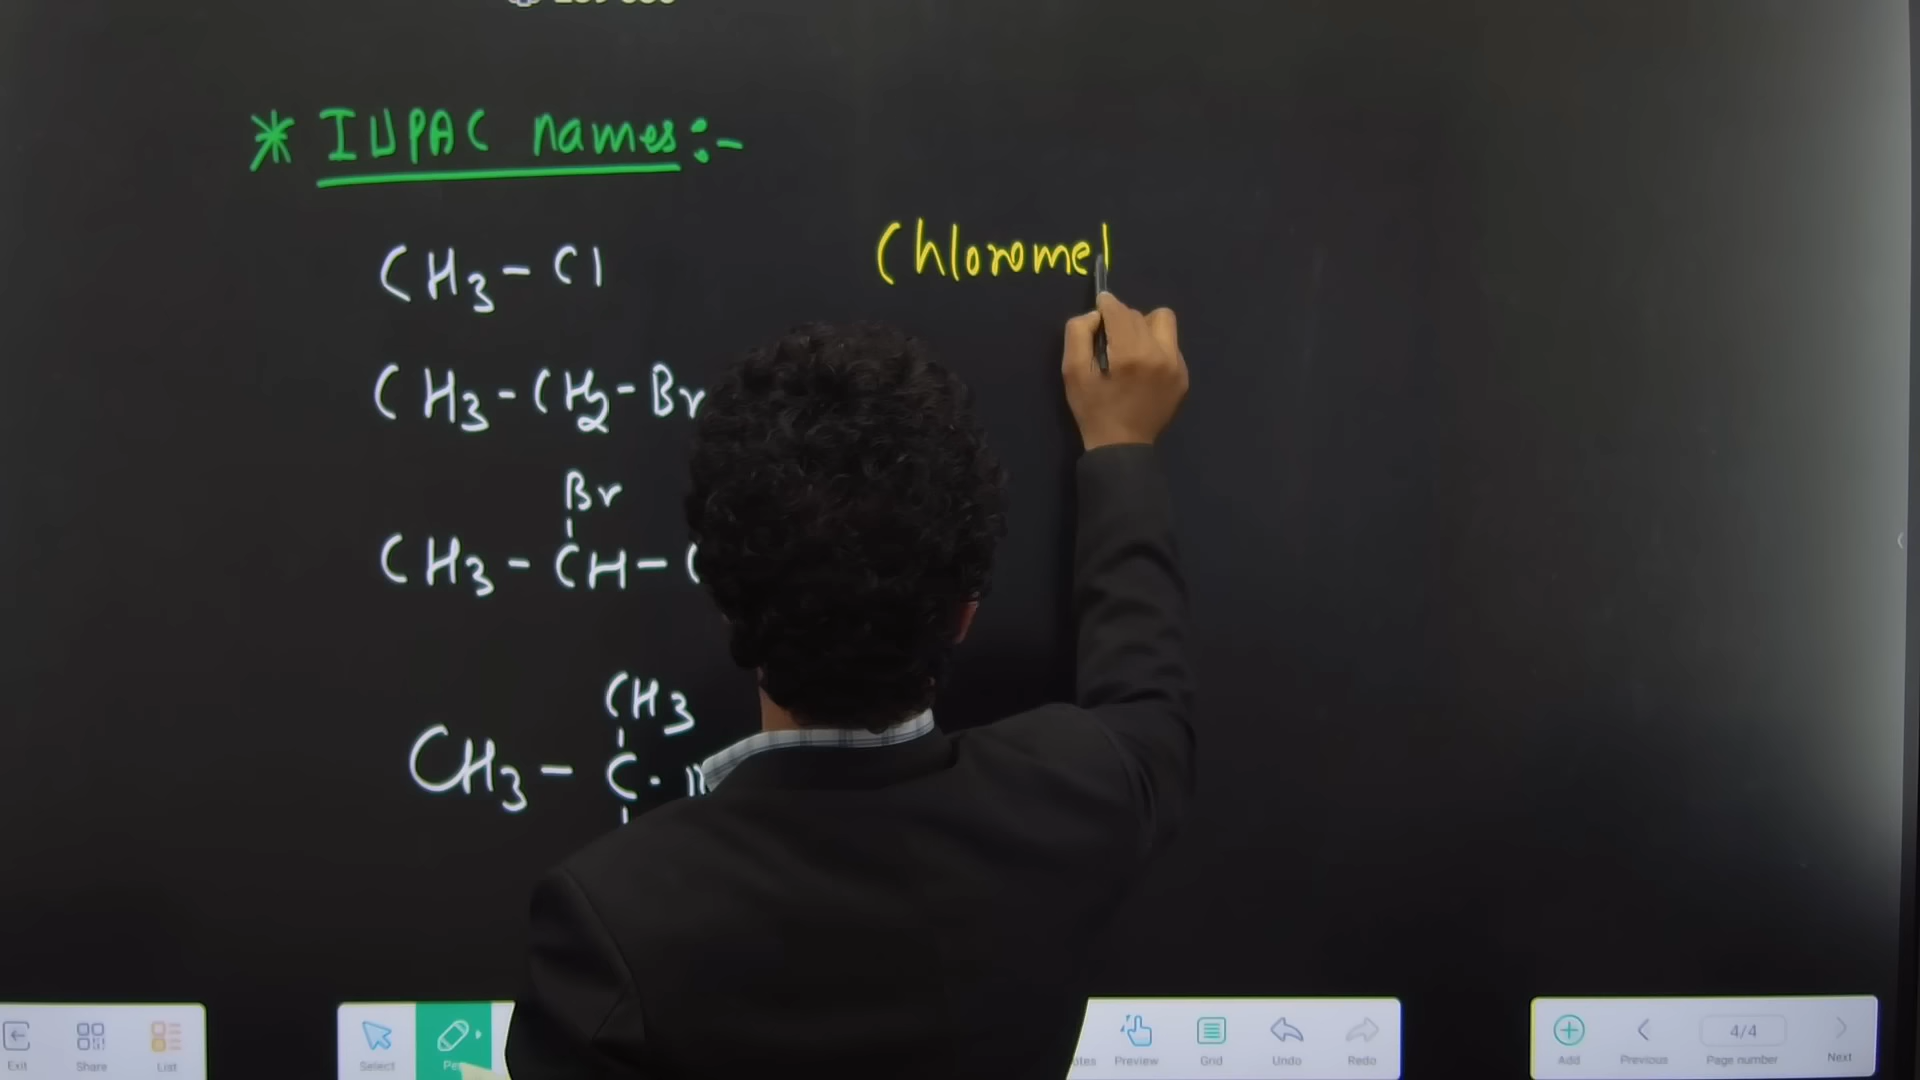 * IUPAC names:-
CH3-Cl
Chloromet
CH3-CH2-Br
Br
CH3-CH-C
CH3
CH3-C
Exit
Share
List
Select
Pen
Preview
Grid
Undo
Redo
Add
Previous
4/4
Page number
Next